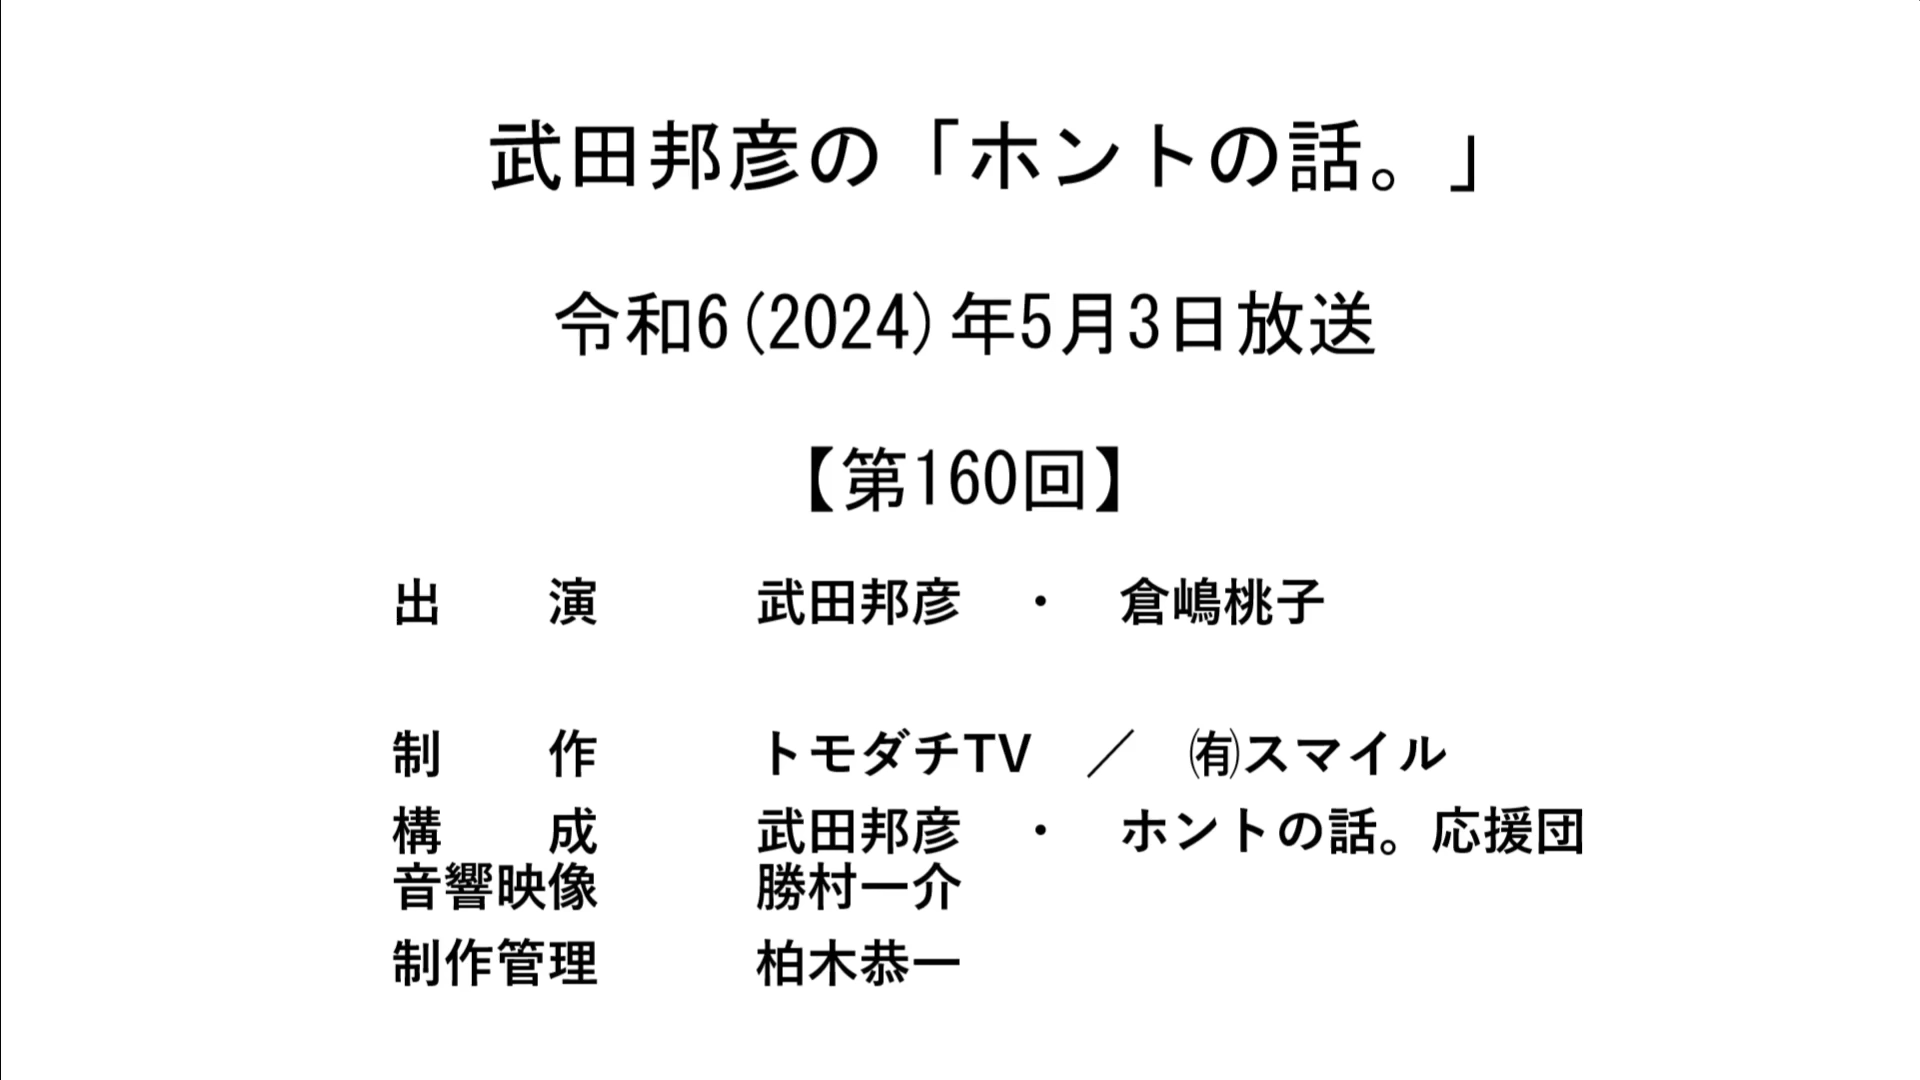 武田邦彦の「ホントの話。」
令和6(2024)年5月3日放送
【第160回】
出　　演　　　武田邦彦　・　倉嶋桃子
制　　作　　　トモダチTV　／　㈲スマイル
構　　成　　　武田邦彦　・　ホントの話。応援団
音響映像　　　勝村一介
制作管理　　　柏木恭一